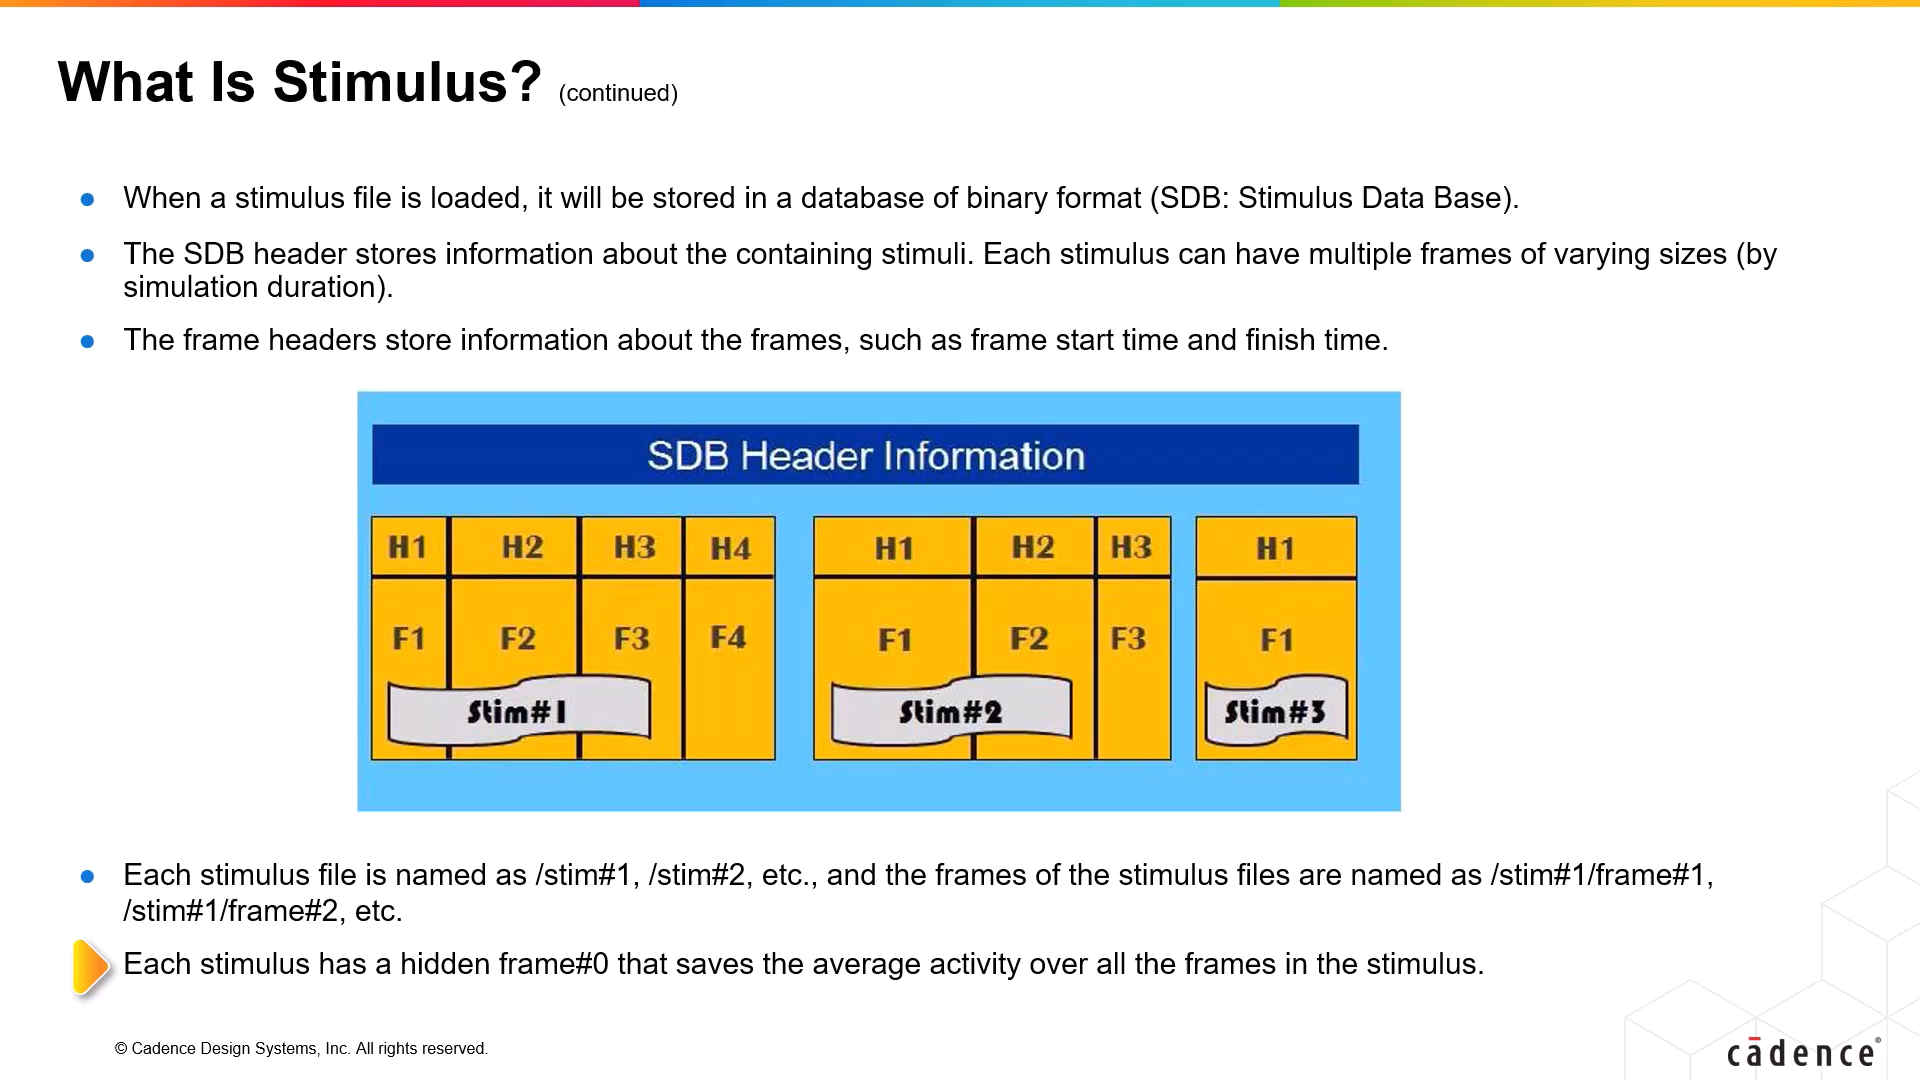 What Is Stimulus? (continued)
When a stimulus file is loaded, it will be stored in a database of binary format (SDB: Stimulus Data Base).
The SDB header stores information about the containing stimuli. Each stimulus can have multiple frames of varying sizes (by
simulation duration).
The frame headers store information about the frames, such as frame start time and finish time.
SDB Header Information
H1 H2 H3 H4 H1 H2 H3 H1
F1 F2 F3 F4 F1 F2 F3 F1
Stim#1 Stim#2 Stim#3
Each stimulus file is named as /stim#1, /stim#2, etc., and the frames of the stimulus files are named as /stim#1/frame#1,
/stim#1/frame#2, etc.
Each stimulus has a hidden frame#0 that saves the average activity over all the frames in the stimulus.
© Cadence Design Systems, Inc. All rights reserved.
cādence®